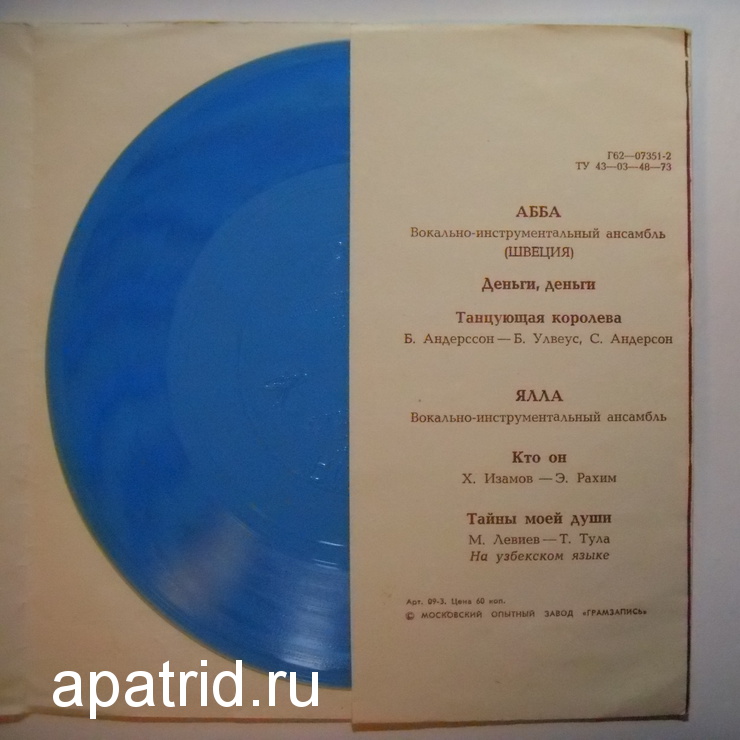 Г62—07351-2
ТУ 43—03—48—73
АББА
Вокально-инструментальный ансамбль
(ШВЕЦИЯ)
Деньги, деньги
Танцующая королева
Б. Андерссон — Б. Улвеус, С. Андерсон
ЯЛЛА
Вокально-инструментальный ансамбль
Кто он
Х. Изамов — Э. Рахим
Тайны моей души
М. Левиев — Т. Тула
На узбекском языке
Арт. 09-3. Цена 60 коп.
© МОСКОВСКИЙ ОПЫТНЫЙ ЗАВОД «ГРАМЗАПИСЬ»
apatrid.ru